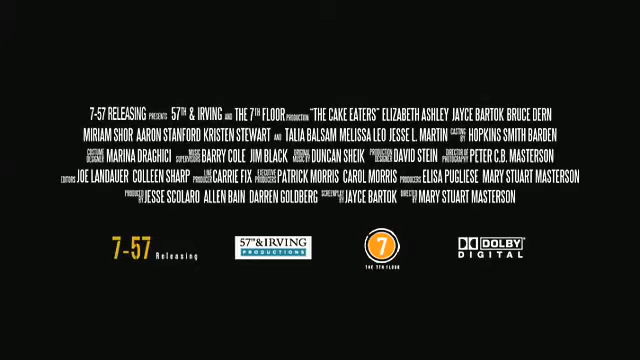 7-57 RELEASING PRESENTS 57TH & IRVING AND THE 7TH FLOOR PRODUCTION "THE CAKE EATERS" ELIZABETH ASHLEY JAYCE BARTOK BRUCE DERN
MIRIAM SHOR AARON STANFORD KRISTEN STEWART AND TALIA BALSAM MELISSA LEO JESSE L. MARTIN CASTING BY HOPKINS SMITH BARDEN
COSTUME DESIGNER MARINA DRAGHICI MUSIC SUPERVISORS BARRY COLE JIM BLACK ORIGINAL MUSIC BY DUNCAN SHEIK PRODUCTION DESIGNER DAVID STEIN DIRECTOR OF PHOTOGRAPHY PETER C.B. MASTERSON
EDITORS JOE LANDAUER COLLEEN SHARP LINE PRODUCER CARRIE FIX EXECUTIVE PRODUCERS PATRICK MORRIS CAROL MORRIS PRODUCERS ELISA PUGLIESE MARY STUART MASTERSON
PRODUCED BY JESSE SCOLARO ALLEN BAIN DARREN GOLDBERG SCREENPLAY BY JAYCE BARTOK DIRECTED BY MARY STUART MASTERSON
7-57 Releasing
57TH & IRVING
PRODUCTIONS
7
THE 7TH FLOOR
DOLBY
DIGITAL